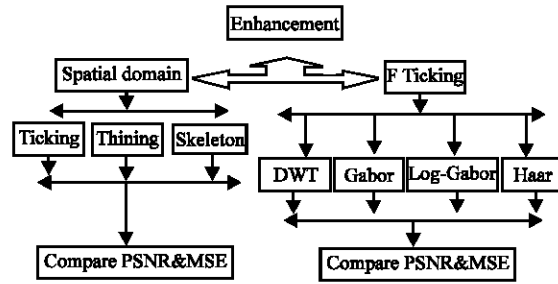 Enhancement
Spatial domain
F Ticking
Ticking
Thining
Skeleton
DWT
Gabor
Log-Gabor
Haar
Compare PSNR&MSE
Compare PSNR&MSE